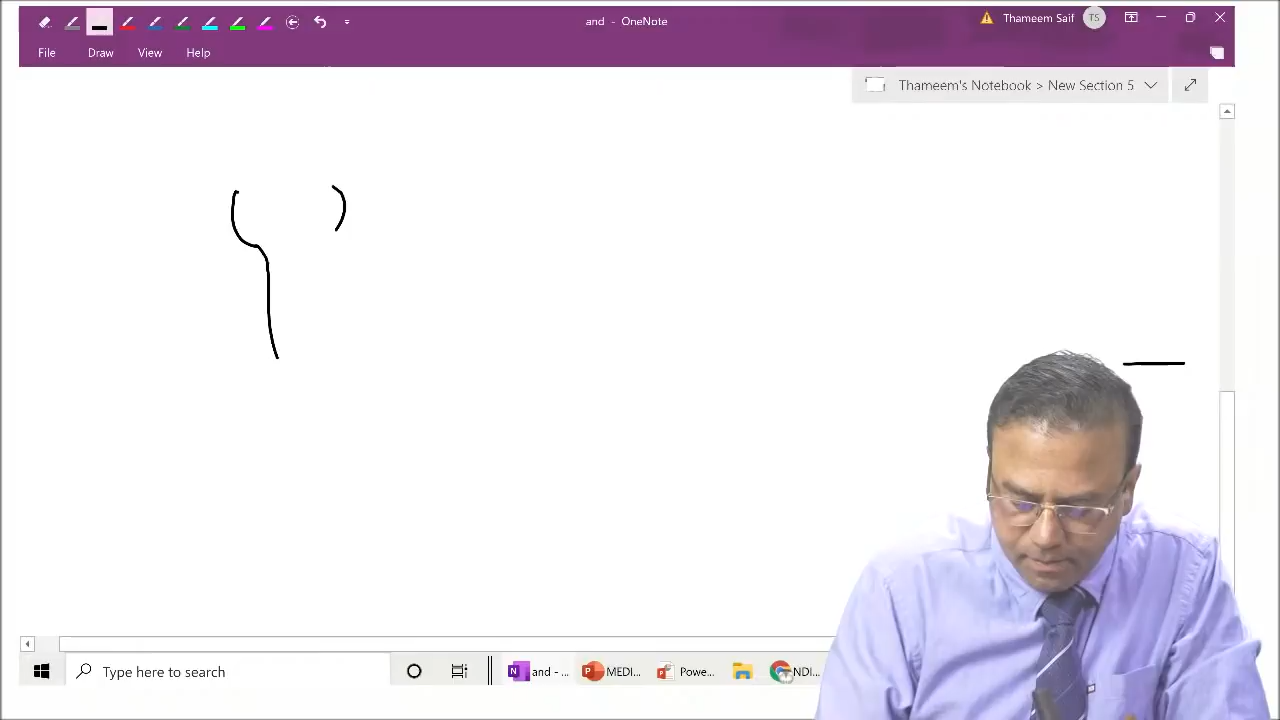 and - OneNote
Thameem Saif
TS
File
Draw
View
Help
Thameem's Notebook > New Section 5
Type here to search
and - ...
MEDI...
Powe...
NDI...